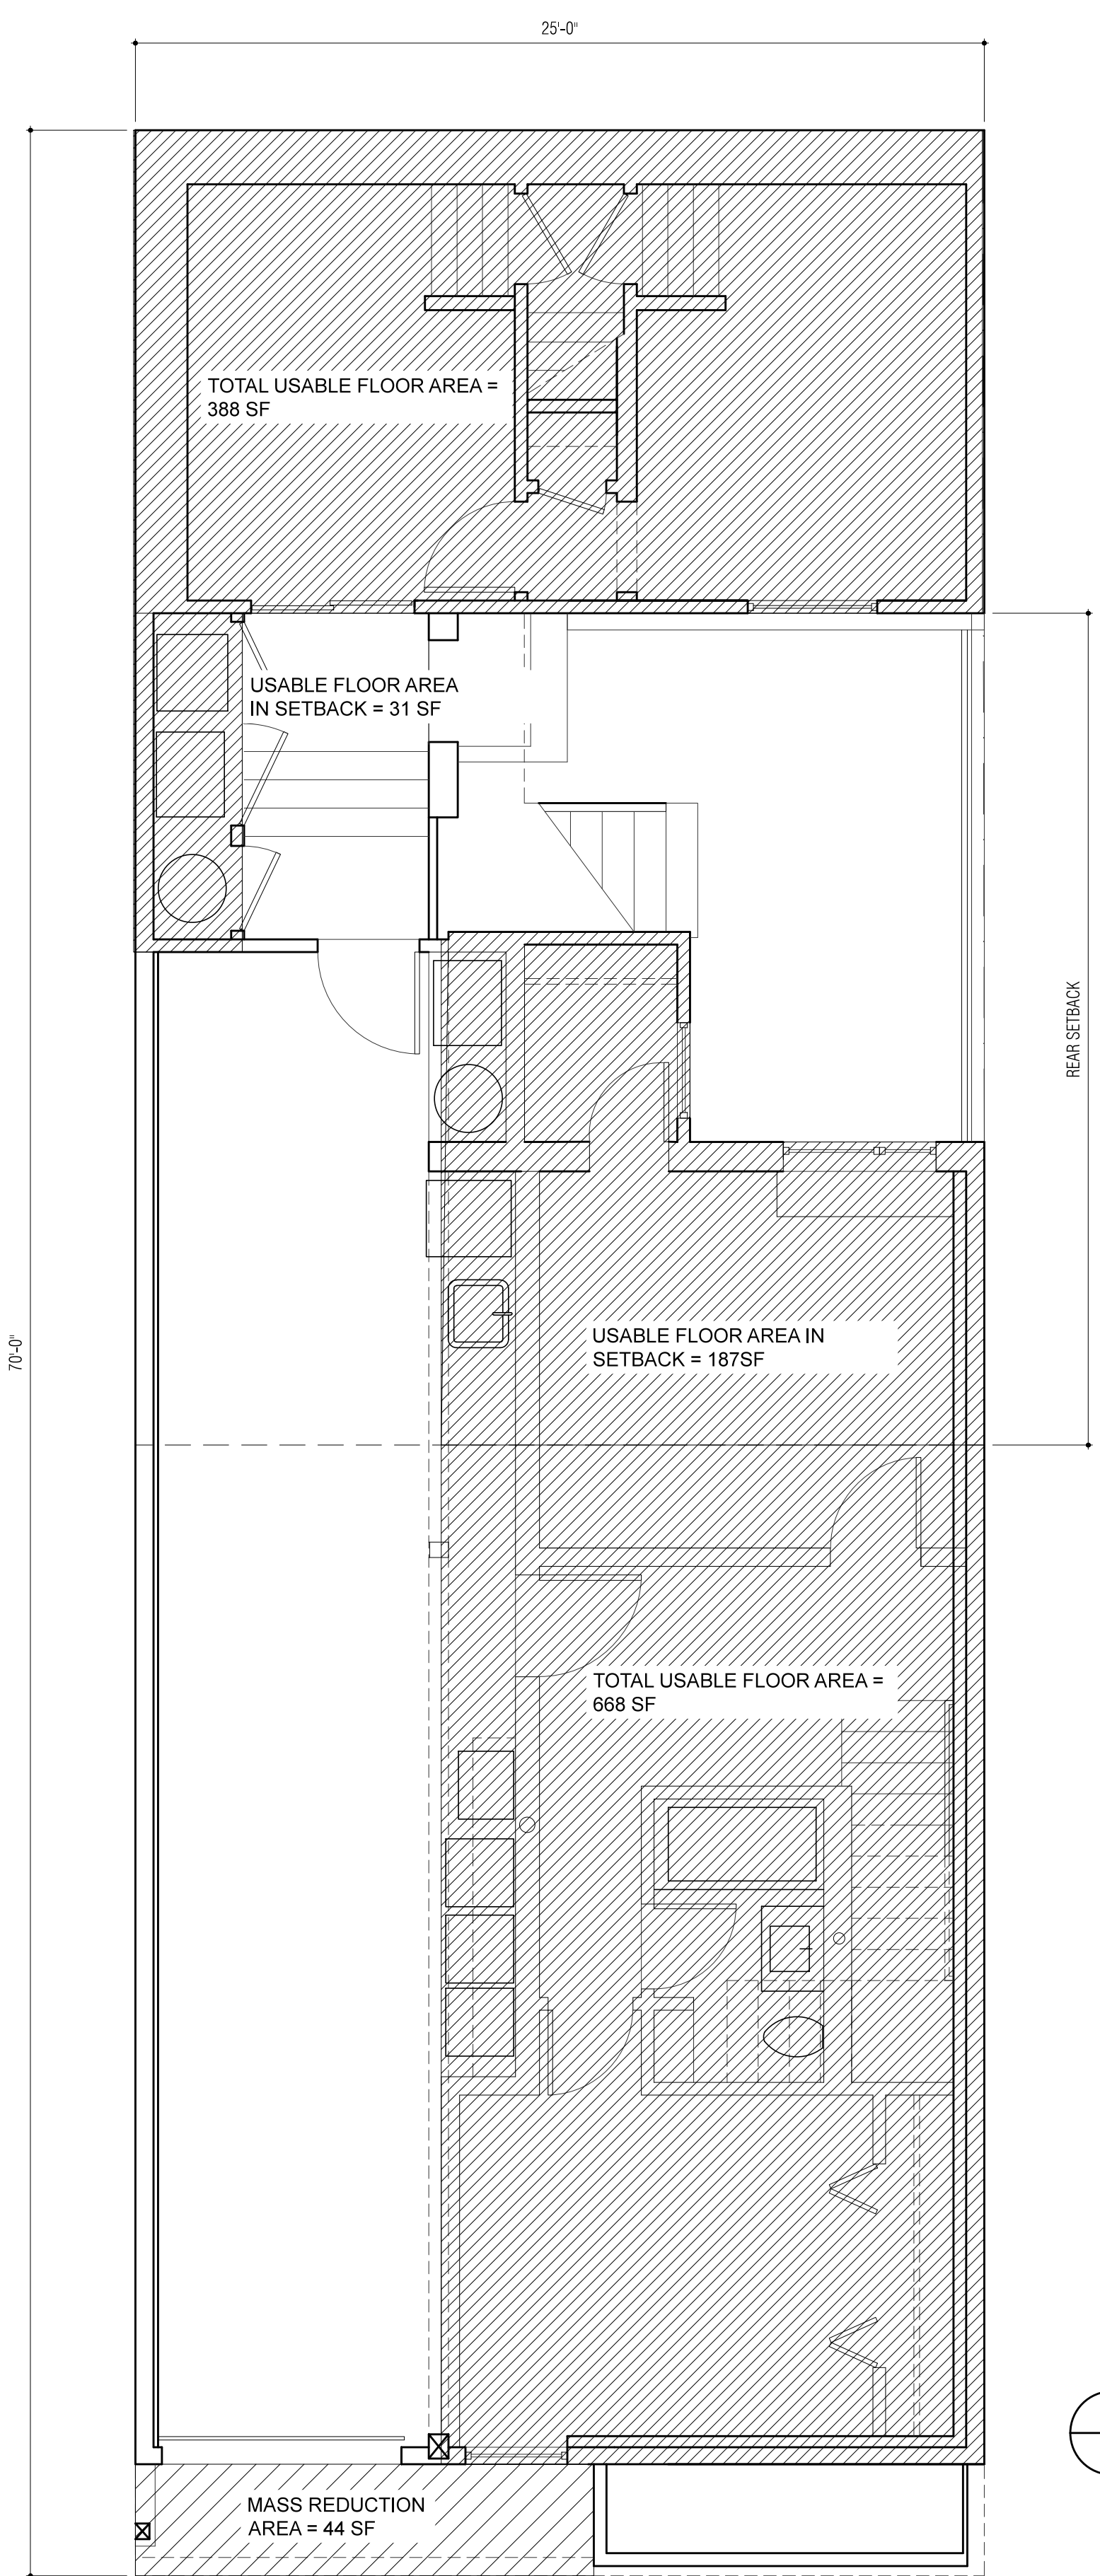 25'-0"
TOTAL USABLE FLOOR AREA =
388 SF
USABLE FLOOR AREA
IN SETBACK = 31 SF
REAR SETBACK
USABLE FLOOR AREA IN
SETBACK = 187SF
70'-0"
TOTAL USABLE FLOOR AREA =
668 SF
MASS REDUCTION
AREA = 44 SF